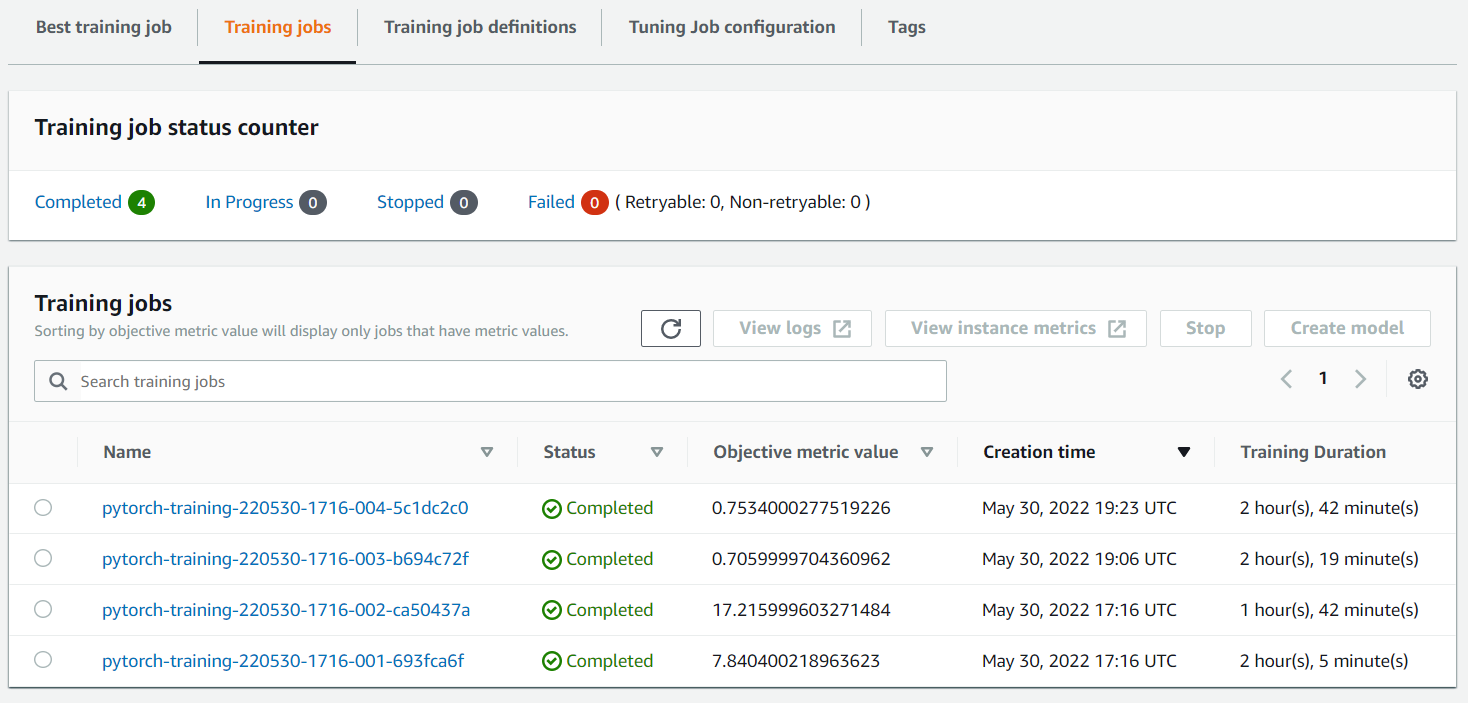 Best training job Training jobs Training job definitions Tuning Job configuration Tags
Training job status counter
Completed 4 In Progress 0 Stopped 0 Failed 0 ( Retryable: 0, Non-retryable: 0 )
Training jobs
Sorting by objective metric value will display only jobs that have metric values.
View logs View instance metrics Stop Create model
Search training jobs 1
Name Status Objective metric value Creation time Training Duration
pytorch-training-220530-1716-004-5c1dc2c0 Completed 0.7534000277519226 May 30, 2022 19:23 UTC 2 hour(s), 42 minute(s)
pytorch-training-220530-1716-003-b694c72f Completed 0.7059999704360962 May 30, 2022 19:06 UTC 2 hour(s), 19 minute(s)
pytorch-training-220530-1716-002-ca50437a Completed 17.215999603271484 May 30, 2022 17:16 UTC 1 hour(s), 42 minute(s)
pytorch-training-220530-1716-001-693fca6f Completed 7.840400218963623 May 30, 2022 17:16 UTC 2 hour(s), 5 minute(s)